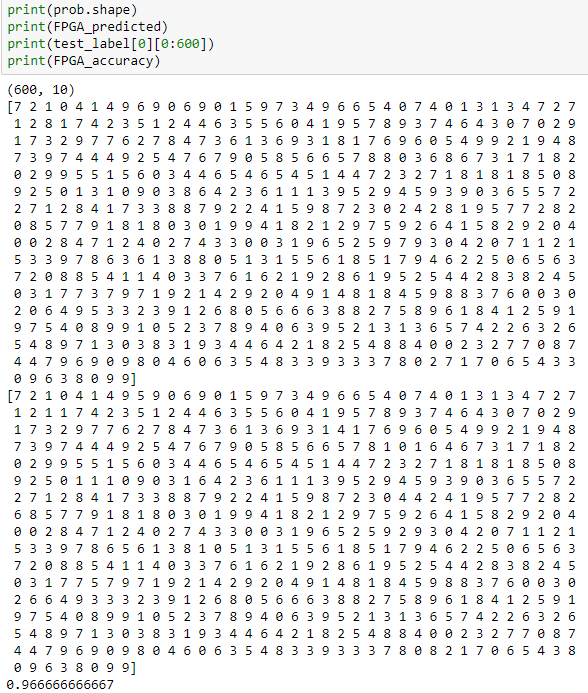 print(prob.shape)
print(FPGA_predicted)
print(test_label[0][0:600])
print(FPGA_accuracy)
(600, 10)
[7 2 1 0 4 1 4 9 6 9 0 6 9 0 1 5 9 7 3 4 9 6 6 5 4 0 7 4 0 1 3 1 3 4 7 2 7
1 2 8 1 7 4 2 3 5 1 2 4 4 6 3 5 5 6 0 4 1 9 5 7 8 9 3 7 4 6 4 3 0 7 0 2 9
1 7 3 2 9 7 7 6 2 7 8 4 7 3 6 1 3 6 9 3 1 8 1 7 6 9 6 0 5 4 9 9 2 1 9 4 8
7 3 9 7 4 4 4 9 2 5 4 7 6 7 9 0 5 8 5 6 6 5 7 8 8 0 3 6 8 6 7 3 1 7 1 8 2
0 2 9 9 5 5 1 5 6 0 3 4 4 6 5 4 6 5 4 5 1 4 4 7 2 3 2 7 1 8 1 8 1 8 5 0 8
9 2 5 0 1 3 1 0 9 0 3 8 6 4 2 3 6 1 1 1 3 9 5 2 9 4 5 9 3 9 0 3 6 5 5 7 2
2 7 1 2 8 4 1 7 3 3 8 8 7 9 2 2 4 1 5 9 8 7 2 3 0 2 4 2 8 1 9 5 7 7 2 8 2
0 8 5 7 7 9 1 8 1 8 0 3 0 1 9 9 4 1 8 2 1 2 9 7 5 9 2 6 4 1 5 8 2 9 2 0 4
0 0 2 8 4 7 1 2 4 0 2 7 4 3 3 0 0 3 1 9 6 5 2 5 9 7 9 3 0 4 2 0 7 1 1 2 1
5 3 3 9 7 8 6 3 6 1 3 8 8 0 5 1 3 1 5 5 6 1 8 5 1 7 9 4 6 2 2 5 0 6 5 6 3
7 2 0 8 8 5 4 1 1 4 0 3 3 7 6 1 6 2 1 9 2 8 6 1 9 5 2 5 4 4 2 8 3 8 2 4 5
0 3 1 7 7 3 7 9 7 1 9 2 1 4 2 9 2 0 4 9 1 4 8 1 8 4 5 9 8 8 3 7 6 0 0 3 0
2 0 6 4 9 5 3 3 2 3 9 1 2 6 8 0 5 6 6 6 3 8 8 2 7 5 8 9 6 1 8 4 1 2 5 9 1
9 7 5 4 0 8 9 9 1 0 5 2 3 7 8 9 4 0 6 3 9 5 2 1 3 1 3 6 5 7 4 2 2 6 3 2 6
5 4 8 9 7 1 3 0 3 8 3 1 9 3 4 4 6 4 2 1 8 2 5 4 8 8 4 0 0 2 3 2 7 7 0 8 7
4 4 7 9 6 9 0 9 8 0 4 6 0 6 3 5 4 8 3 3 9 3 3 3 7 8 0 2 7 1 7 0 6 5 4 3 3
0 9 6 3 8 0 9 9]
[7 2 1 0 4 1 4 9 5 9 0 6 9 0 1 5 9 7 3 4 9 6 6 5 4 0 7 4 0 1 3 1 3 4 7 2 7
1 2 1 1 7 4 2 3 5 1 2 4 4 6 3 5 5 6 0 4 1 9 5 7 8 9 3 7 4 6 4 3 0 7 0 2 9
1 7 3 2 9 7 7 6 2 7 8 4 7 3 6 1 3 6 9 3 1 4 1 7 6 9 6 0 5 4 9 9 2 1 9 4 8
7 3 9 7 4 4 4 9 2 5 4 7 6 7 9 0 5 8 5 6 6 5 7 8 1 0 1 6 4 6 7 3 1 7 1 8 2
0 2 9 9 5 5 1 5 6 0 3 4 4 6 5 4 6 5 4 5 1 4 4 7 2 3 2 7 1 8 1 8 1 8 5 0 8
9 2 5 0 1 1 1 0 9 0 3 1 6 4 2 3 6 1 1 1 3 9 5 2 9 4 5 9 3 9 0 3 6 5 5 7 2
2 7 1 2 8 4 1 7 3 3 8 8 7 9 2 2 4 1 5 9 8 7 2 3 0 4 4 2 4 1 9 5 7 7 2 8 2
6 8 5 7 7 9 1 8 1 8 0 3 0 1 9 9 4 1 8 2 1 2 9 7 5 9 2 6 4 1 5 8 2 9 2 0 4
0 0 2 8 4 7 1 2 4 0 2 7 4 3 3 0 0 3 1 9 6 5 2 5 9 2 9 3 0 4 2 0 7 1 1 2 1
5 3 3 9 7 8 6 5 6 1 3 8 1 0 5 1 3 1 5 5 6 1 8 5 1 7 9 4 6 2 2 5 0 6 5 6 3
7 2 0 8 8 5 4 1 1 4 0 3 3 7 6 1 6 2 1 9 2 8 6 1 9 5 2 5 4 4 2 8 3 8 2 4 5
0 3 1 7 7 5 7 9 7 1 9 2 1 4 2 9 2 0 4 9 1 4 8 1 8 4 5 9 8 8 3 7 6 0 0 3 0
2 6 6 4 9 3 3 3 2 3 9 1 2 6 8 0 5 6 6 6 3 8 8 2 7 5 8 9 6 1 8 4 1 2 5 9 1
9 7 5 4 0 8 9 9 1 0 5 2 3 7 8 9 4 0 6 3 9 5 2 1 3 1 3 6 5 7 4 2 2 6 3 2 6
5 4 8 9 7 1 3 0 3 8 3 1 9 3 4 4 6 4 2 1 8 2 5 4 8 8 4 0 0 2 3 2 7 7 0 8 7
4 4 7 9 6 9 0 9 8 0 4 6 0 6 3 5 4 8 3 3 9 3 3 3 7 8 0 8 2 1 7 0 6 5 4 3 8
0 9 6 3 8 0 9 9]
0.966666666667